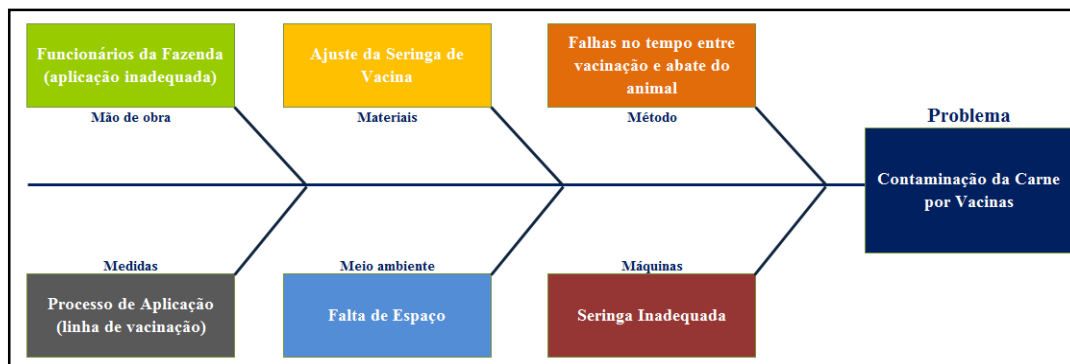 Funcionários da Fazenda
(aplicação inadequada)
Mão de obra
Ajuste da Seringa de
Vacina
Materiais
Falhas no tempo entre
vacinação e abate do
animal
Método
Problema
Contaminação da Carne
por Vacinas
Medidas
Processo de Aplicação
(linha de vacinação)
Meio ambiente
Falta de Espaço
Máquinas
Seringa Inadequada